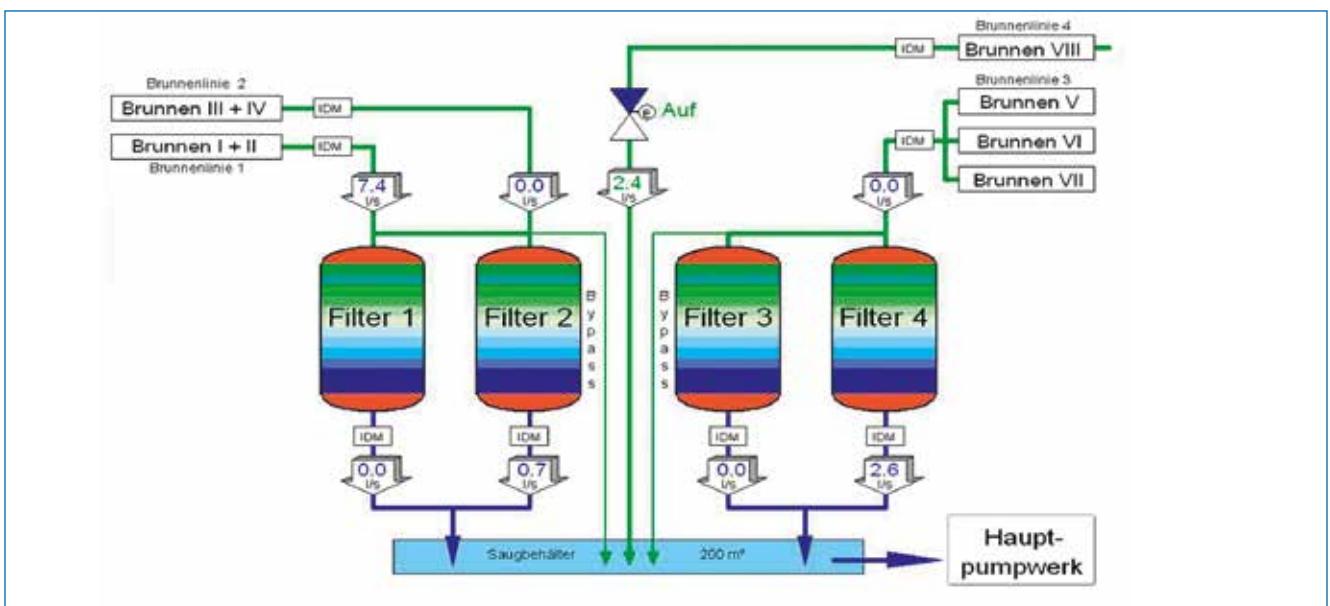 Brunnenlinie 4
IDM
Brunnen VIII
Brunnenlinie 2
Brunnenlinie 3
Brunnen III + IV
IDM
Auf
Brunnen V
Brunnen I + II
IDM
IDM
Brunnen VI
Brunnenlinie 1
Brunnen VII
7.4
l/s
0.0
l/s
2.4
l/s
0.0
l/s
Filter 1
Filter 2
Bypass
Bypass
Filter 3
Filter 4
IDM
IDM
IDM
IDM
0.0
l/s
0.7
l/s
0.0
l/s
2.6
l/s
Saugbehälter
200 m³
Haupt-
pumpwerk